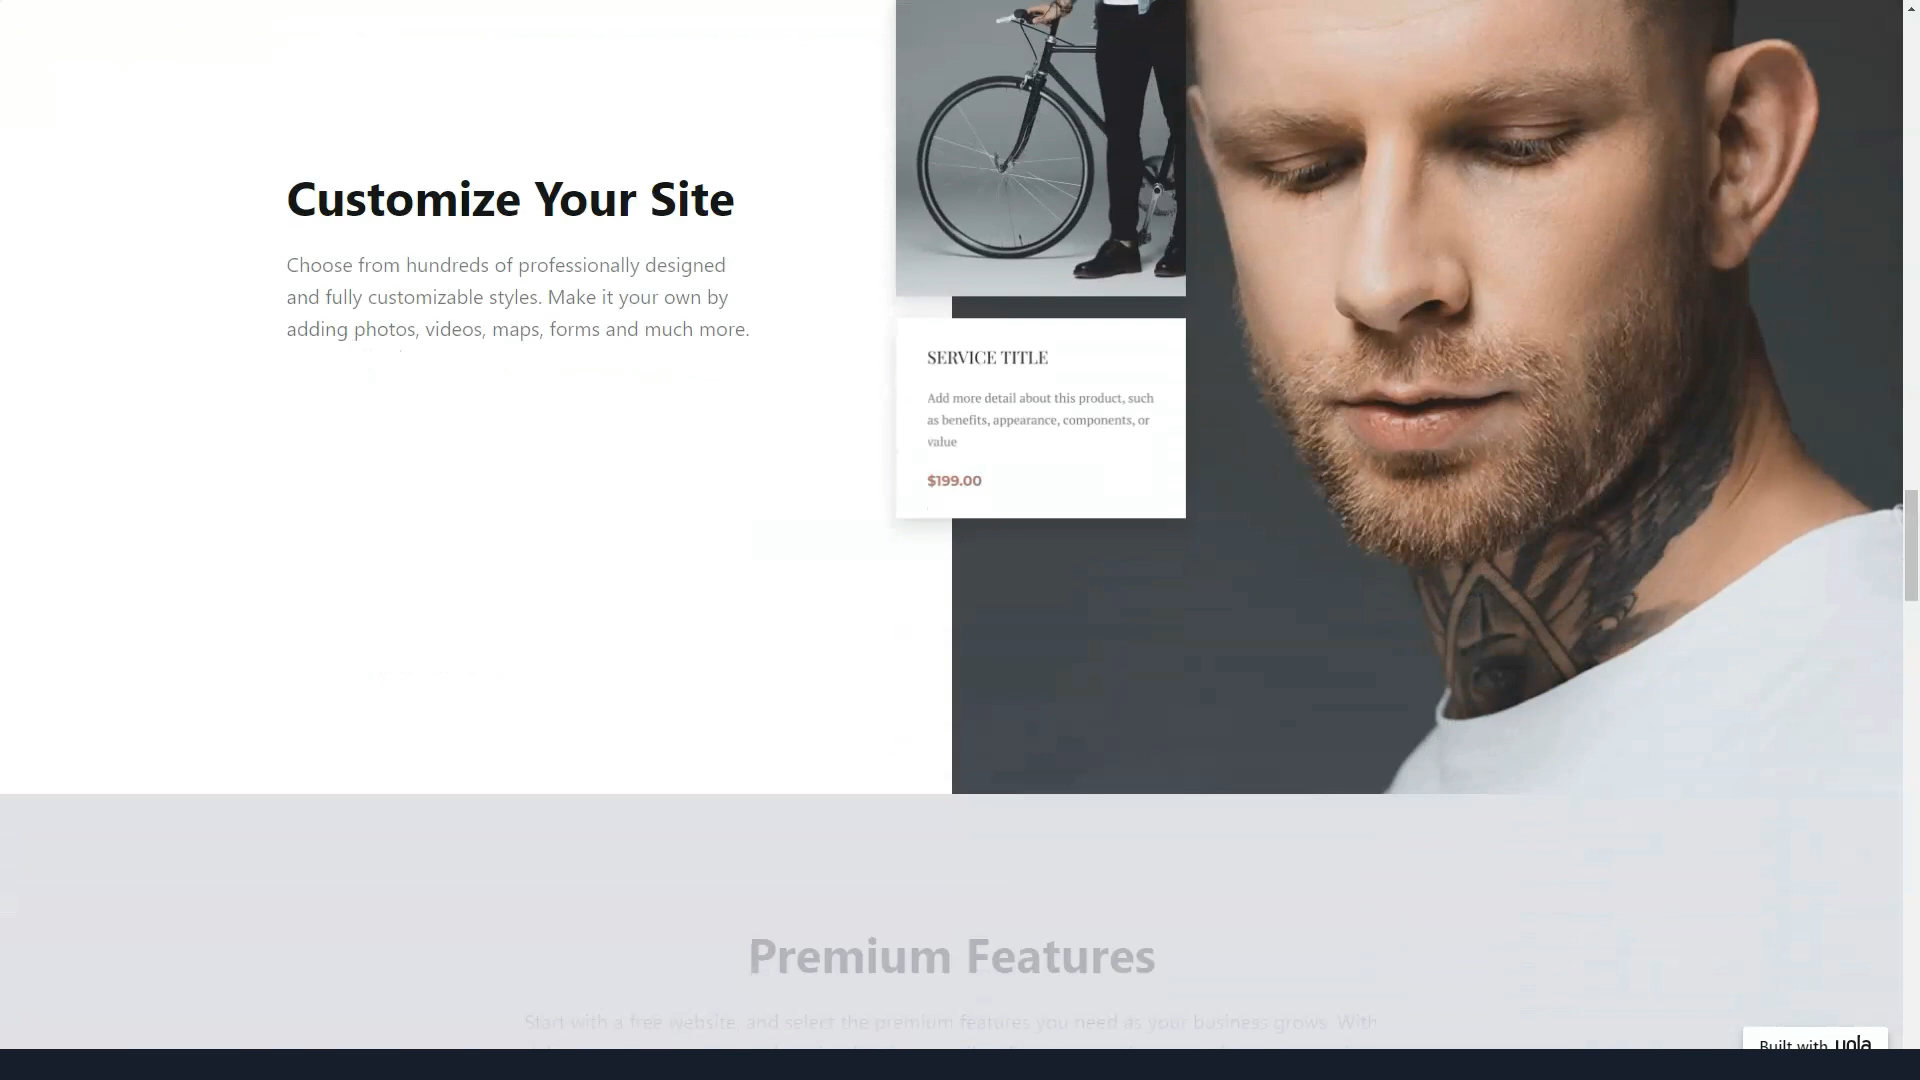 Customize Your Site
Choose from hundreds of professionally designed
and fully customizable styles. Make it your own by
adding photos, videos, maps, forms and much more.
SERVICE TITLE
Add more detail about this product, such
as benefits, appearance, components, or
value
$199.00
Premium Features
Start with a free website, and select the premium features you need as your business grows. With
Built with yola